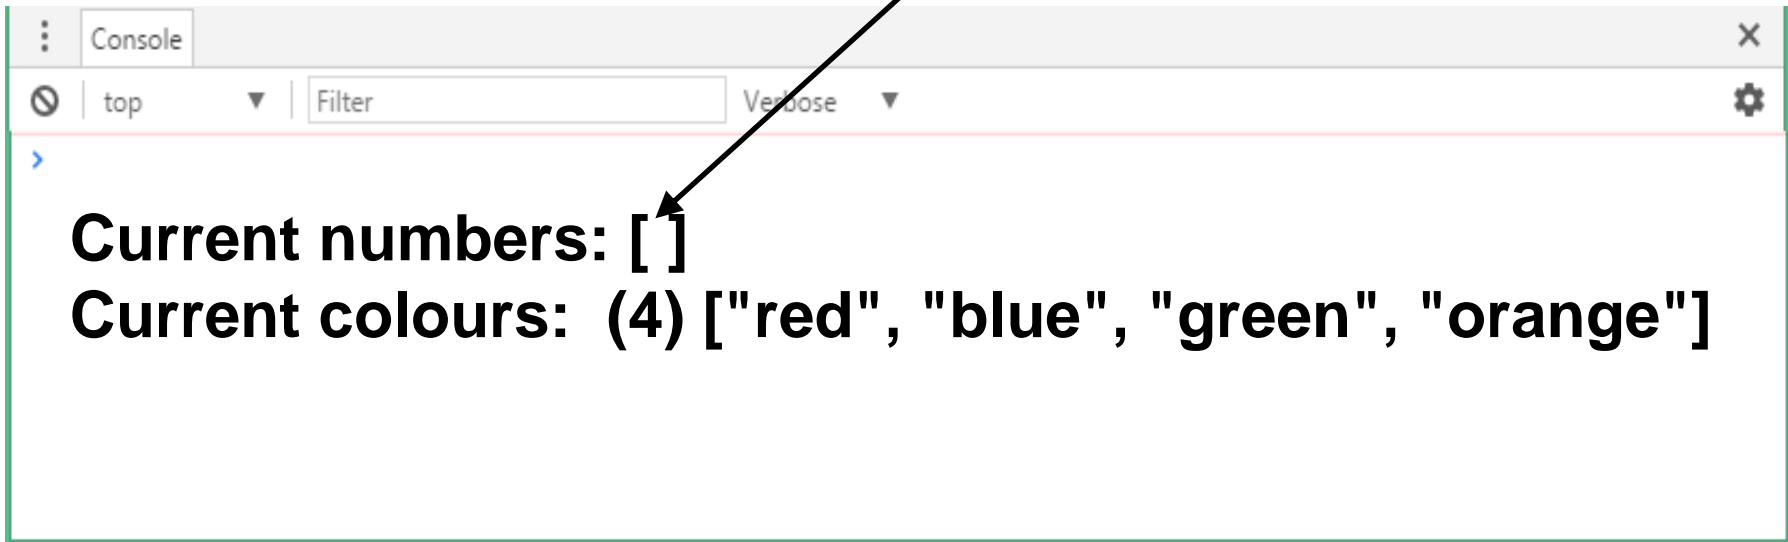 Console
top Filter Verbose
Current numbers: [ ]
Current colours: (4) ["red", "blue", "green", "orange"]